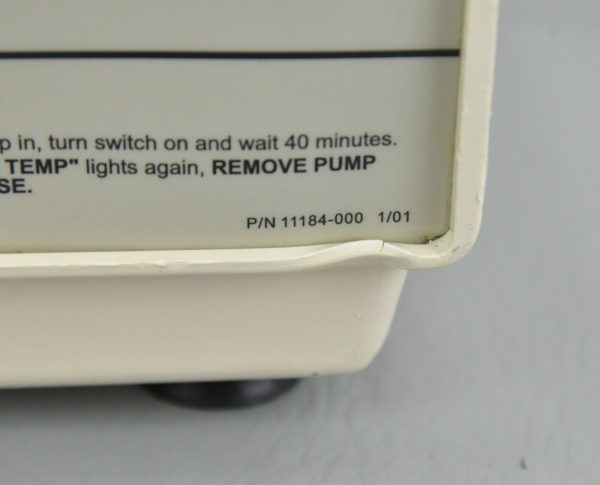 p in, turn switch on and wait 40 minutes.
TEMP" lights again, REMOVE PUMP
SE.
P/N 11184-000 1/01